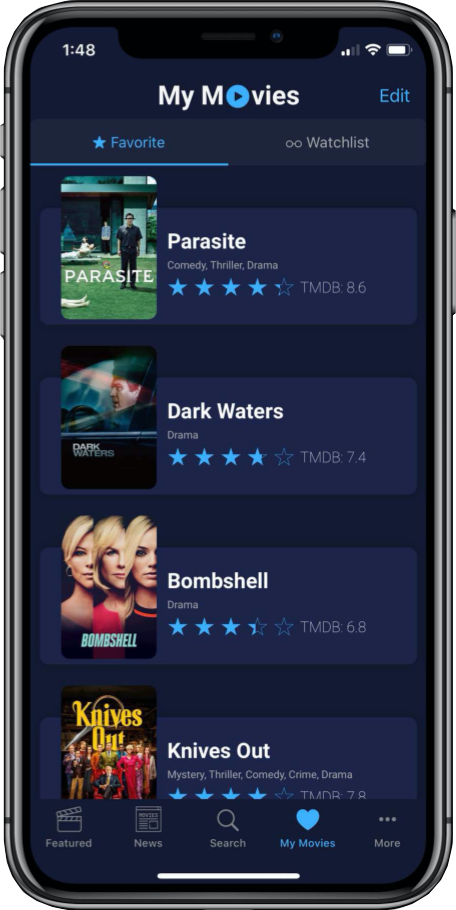 1:48
My Movies
Edit
Favorite
Watchlist
PARASITE
Parasite
Comedy, Thriller, Drama
TMDB: 8.6
DARK
WATERS
Dark Waters
Drama
TMDB: 7.4
BOMBSHELL
Bombshell
Drama
TMDB: 6.8
Knives
Out
Knives Out
Mystery, Thriller, Comedy, Crime, Drama
TMDB: 7.8
MOVIES
Featured
News
Search
My Movies
More